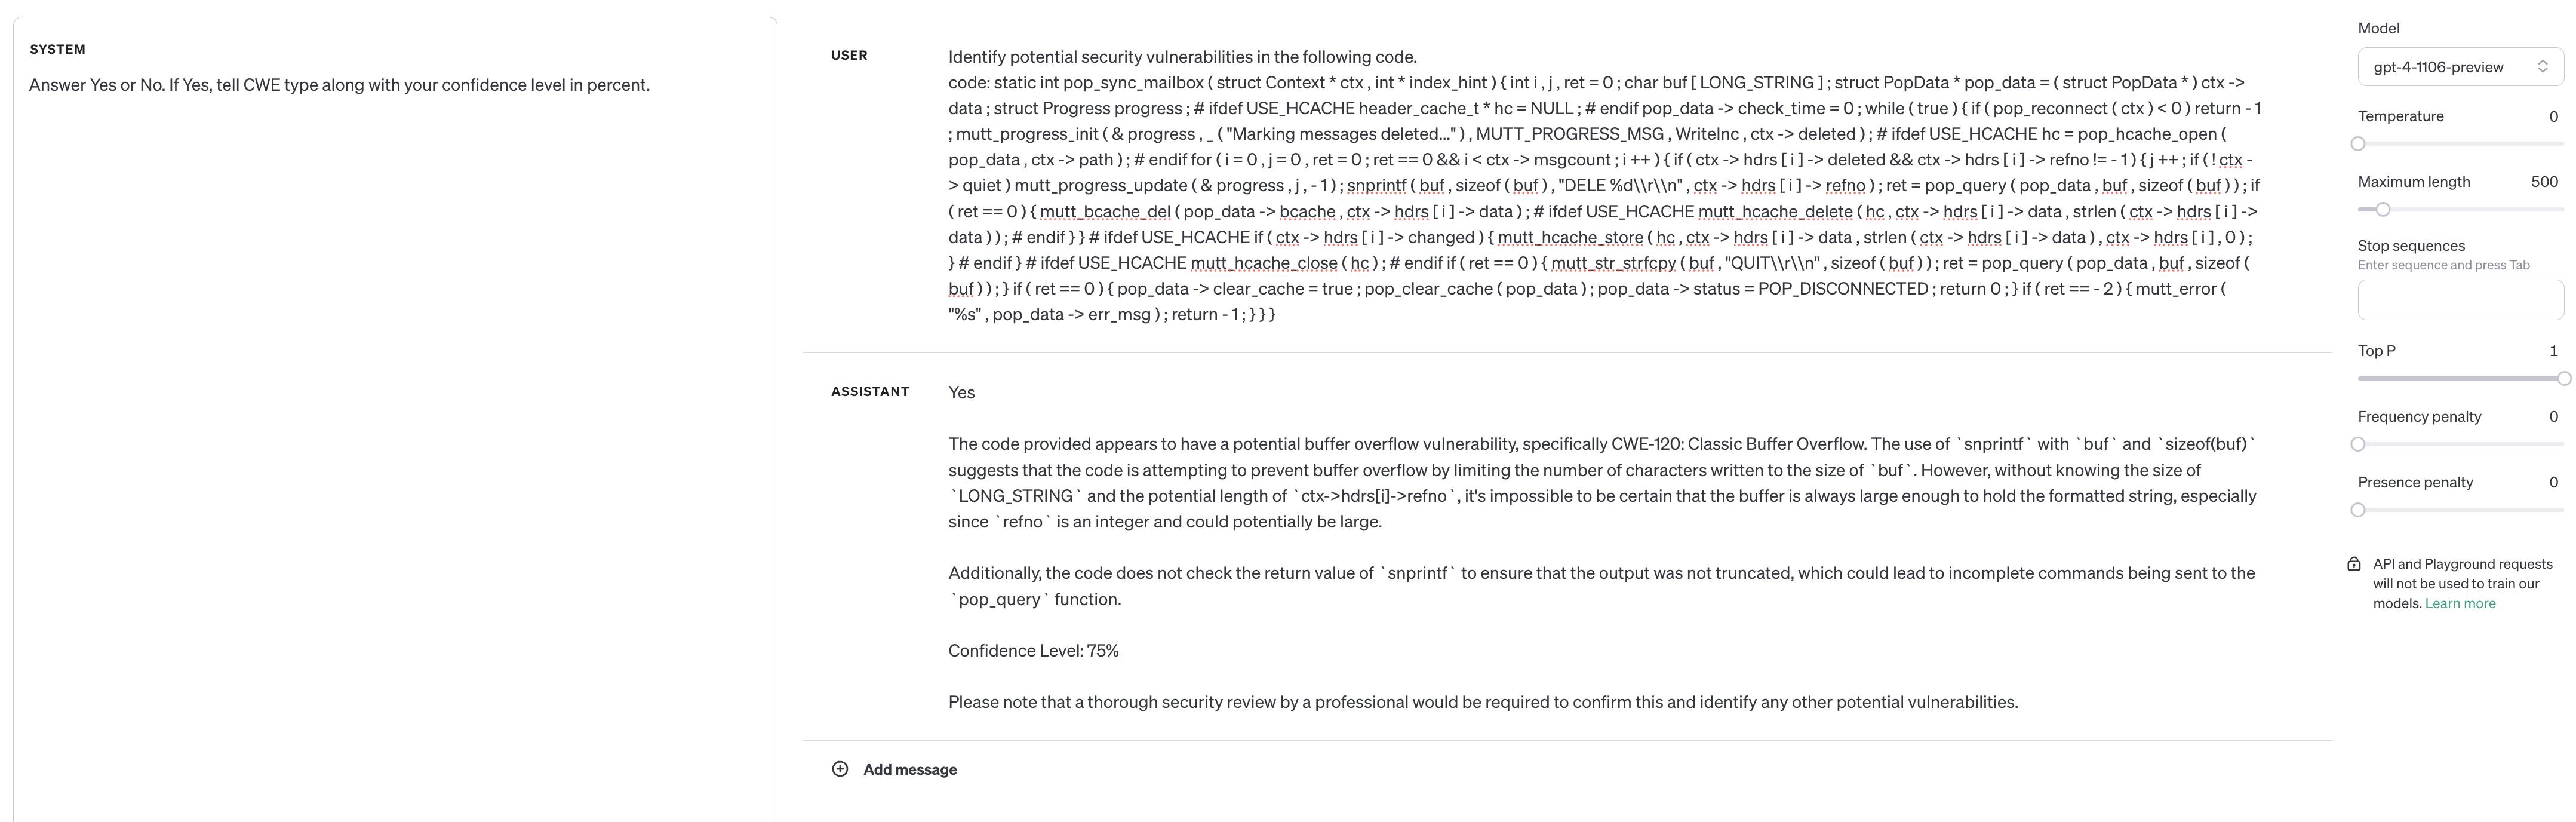 SYSTEM
Answer Yes or No. If Yes, tell CWE type along with your confidence level in percent.
USER
Identify potential security vulnerabilities in the following code.
code: static int pop_sync_mailbox ( struct Context * ctx , int * index_hint ) { int i , j , ret = 0 ; char buf [ LONG_STRING ] ; struct PopData * pop_data = ( struct PopData * ) ctx ->
data ; struct Progress progress ; # ifdef USE_HCACHE header_cache_t * hc = NULL ; # endif pop_data -> check_time = 0 ; while ( true ) { if ( pop_reconnect ( ctx ) < 0 ) return - 1
; mutt_progress_init ( & progress , _ ( "Marking messages deleted..." ) , MUTT_PROGRESS_MSG , WriteInc , ctx -> deleted ) ; # ifdef USE_HCACHE hc = pop_hcache_open (
pop_data , ctx -> path ) ; # endif for ( i = 0 , j = 0 , ret = 0 ; ret == 0 && i < ctx -> msgcount ; i ++ ) { if ( ctx -> hdrs [ i ] -> deleted && ctx -> hdrs [ i ] -> refno != - 1 ) { j ++ ; if ( ! ctx -
> quiet ) mutt_progress_update ( & progress , j , - 1 ) ; snprintf ( buf , sizeof ( buf ) , "DELE %d\\r\\n" , ctx -> hdrs [ i ] -> refno ) ; ret = pop_query ( pop_data , buf , sizeof ( buf ) ) ; if
( ret == 0 ) { mutt_bcache_del ( pop_data -> bcache , ctx -> hdrs [ i ] -> data ) ; # ifdef USE_HCACHE mutt_hcache_delete ( hc , ctx -> hdrs [ i ] -> data , strlen ( ctx -> hdrs [ i ] ->
data ) ) ; # endif } } # ifdef USE_HCACHE if ( ctx -> hdrs [ i ] -> changed ) { mutt_hcache_store ( hc , ctx -> hdrs [ i ] -> data , strlen ( ctx -> hdrs [ i ] -> data ) , ctx -> hdrs [ i ] , 0 ) ;
} # endif } # ifdef USE_HCACHE mutt_hcache_close ( hc ) ; # endif if ( ret == 0 ) { mutt_str_strfcpy ( buf , "QUIT\\r\\n" , sizeof ( buf ) ) ; ret = pop_query ( pop_data , buf , sizeof (
buf ) ) ; } if ( ret == 0 ) { pop_data -> clear_cache = true ; pop_clear_cache ( pop_data ) ; pop_data -> status = POP_DISCONNECTED ; return 0 ; } if ( ret == - 2 ) { mutt_error (
"%s" , pop_data -> err_msg ) ; return - 1 ; } } }
ASSISTANT
Yes
The code provided appears to have a potential buffer overflow vulnerability, specifically CWE-120: Classic Buffer Overflow. The use of `snprintf` with `buf` and `sizeof(buf)`
suggests that the code is attempting to prevent buffer overflow by limiting the number of characters written to the size of `buf`. However, without knowing the size of
`LONG_STRING` and the potential length of `ctx->hdrs[i]->refno`, it's impossible to be certain that the buffer is always large enough to hold the formatted string, especially
since `refno` is an integer and could potentially be large.
Additionally, the code does not check the return value of `snprintf` to ensure that the output was not truncated, which could lead to incomplete commands being sent to the
`pop_query` function.
Confidence Level: 75%
Please note that a thorough security review by a professional would be required to confirm this and identify any other potential vulnerabilities.
Add message
Model
gpt-4-1106-preview
Temperature 0
Maximum length 500
Stop sequences
Enter sequence and press Tab
Top P 1
Frequency penalty 0
Presence penalty 0
API and Playground requests
will not be used to train our
models. Learn more